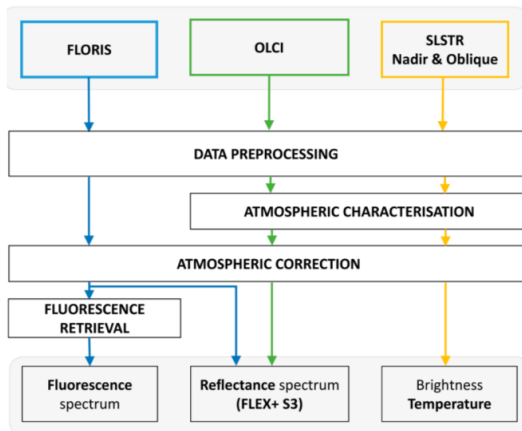 FLORIS
OLCI
SLSTR
Nadir & Oblique
DATA PREPROCESSING
ATMOSPHERIC CHARACTERISATION
ATMOSPHERIC CORRECTION
FLUORESCENCE
RETRIEVAL
Fluorescence
spectrum
Reflectance spectrum
(FLEX+ S3)
Brightness
Temperature